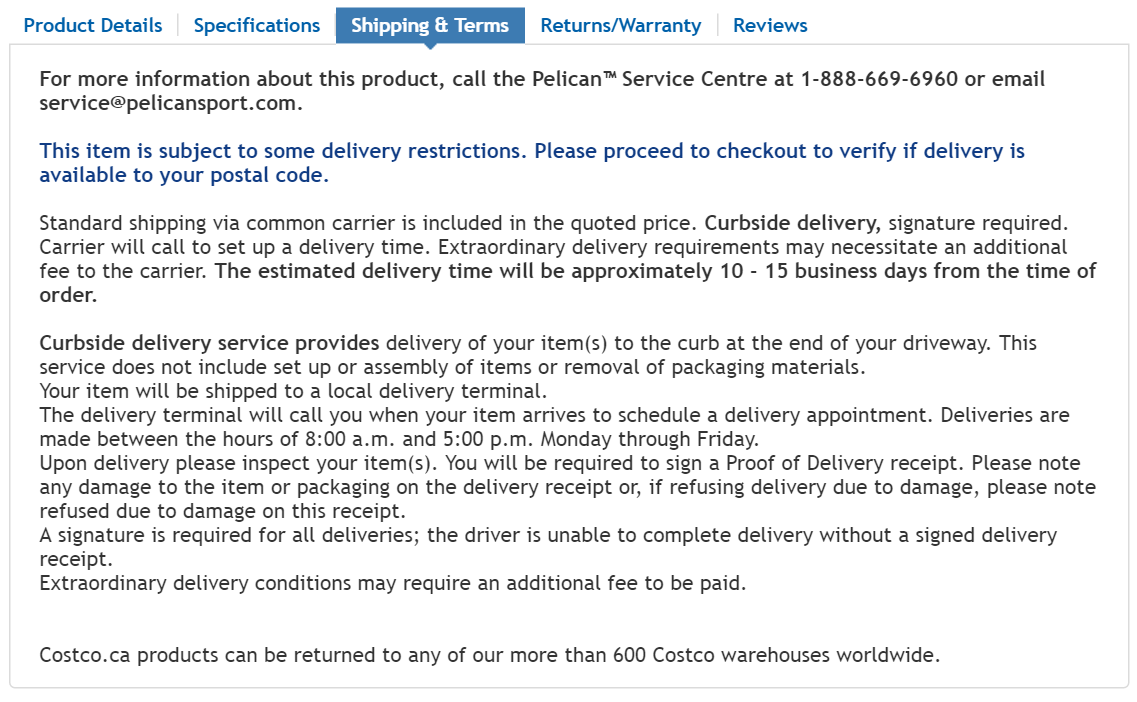 Product Details
Specifications
Shipping & Terms
Returns/Warranty
Reviews
For more information about this product, call the Pelican™ Service Centre at 1-888-669-6960 or email
service@pelicansport.com.
This item is subject to some delivery restrictions. Please proceed to checkout to verify if delivery is
available to your postal code.
Standard shipping via common carrier is included in the quoted price. Curbside delivery, signature required.
Carrier will call to set up a delivery time. Extraordinary delivery requirements may necessitate an additional
fee to the carrier. The estimated delivery time will be approximately 10 - 15 business days from the time of
order.
Curbside delivery service provides delivery of your item(s) to the curb at the end of your driveway. This
service does not include set up or assembly of items or removal of packaging materials.
Your item will be shipped to a local delivery terminal.
The delivery terminal will call you when your item arrives to schedule a delivery appointment. Deliveries are
made between the hours of 8:00 a.m. and 5:00 p.m. Monday through Friday.
Upon delivery please inspect your item(s). You will be required to sign a Proof of Delivery receipt. Please note
any damage to the item or packaging on the delivery receipt or, if refusing delivery due to damage, please note
refused due to damage on this receipt.
A signature is required for all deliveries; the driver is unable to complete delivery without a signed delivery
receipt.
Extraordinary delivery conditions may require an additional fee to be paid.
Costco.ca products can be returned to any of our more than 600 Costco warehouses worldwide.